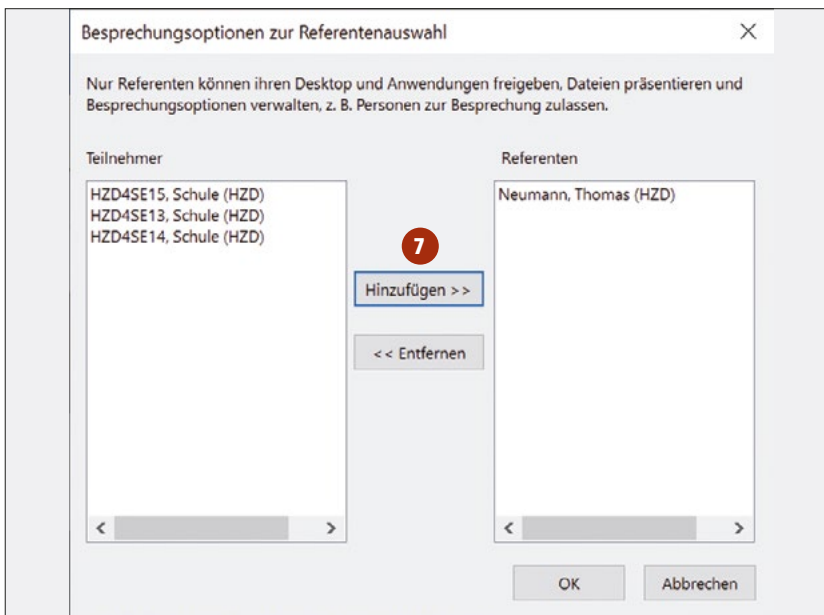 Besprechungsoptionen zur Referentenauswahl
Nur Referenten können ihren Desktop und Anwendungen freigeben, Dateien präsentieren und
Besprechungsoptionen verwalten, z. B. Personen zur Besprechung zulassen.
Teilnehmer
HZD4SE15, Schule (HZD)
HZD4SE13, Schule (HZD)
HZD4SE14, Schule (HZD)
7
Hinzufügen >>
<< Entfernen
Referenten
Neumann, Thomas (HZD)
OK
Abbrechen